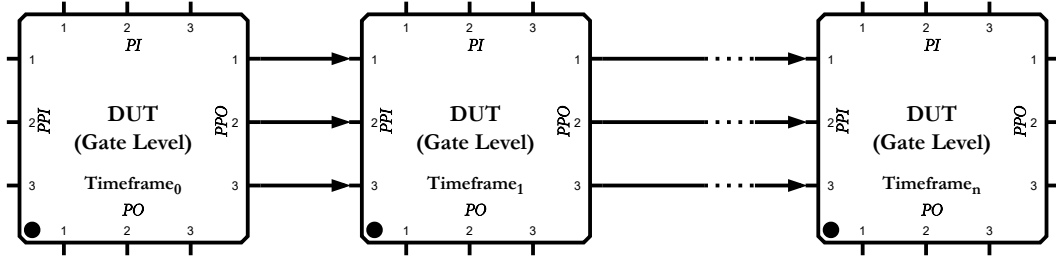 1 2 3 1 2 3 1 2 3
PI PI PI
1 1 1 1 1 1
DUT DUT DUT
PPI 2 2 PPO PPI 2 2 PPO PPI 2 2 PPO
(Gate Level) (Gate Level) (Gate Level)
3 Timeframe0 3 3 Timeframe1 3 3 Timeframen 3
PO PO PO
1 2 3 1 2 3 1 2 3